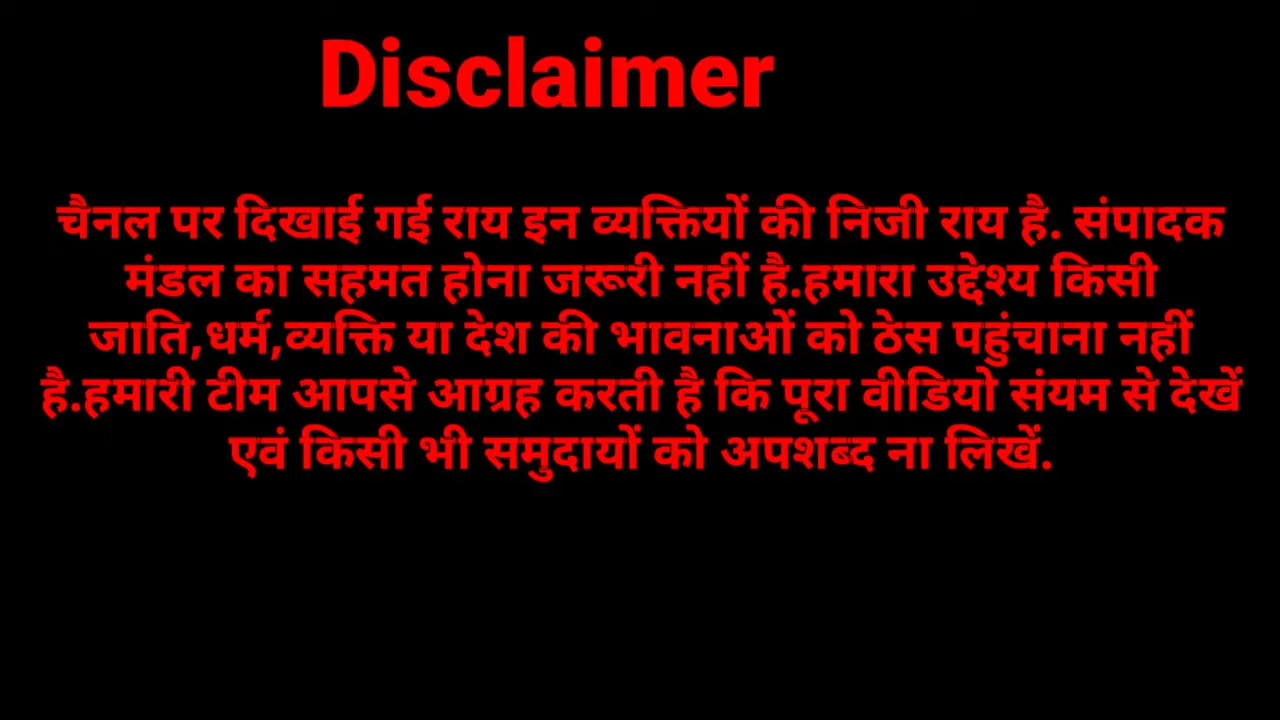 Disclaimer
चैनल पर दिखाई गई राय इन व्यक्तियों की निजी राय है. संपादक
मंडल का सहमत होना जरूरी नहीं है.हमारा उद्देश्य किसी
जाति,धर्म,व्यक्ति या देश की भावनाओं को ठेस पहुंचाना नहीं
है.हमारी टीम आपसे आग्रह करती है कि पूरा वीडियो संयम से देखें
एवं किसी भी समुदायों को अपशब्द ना लिखें.